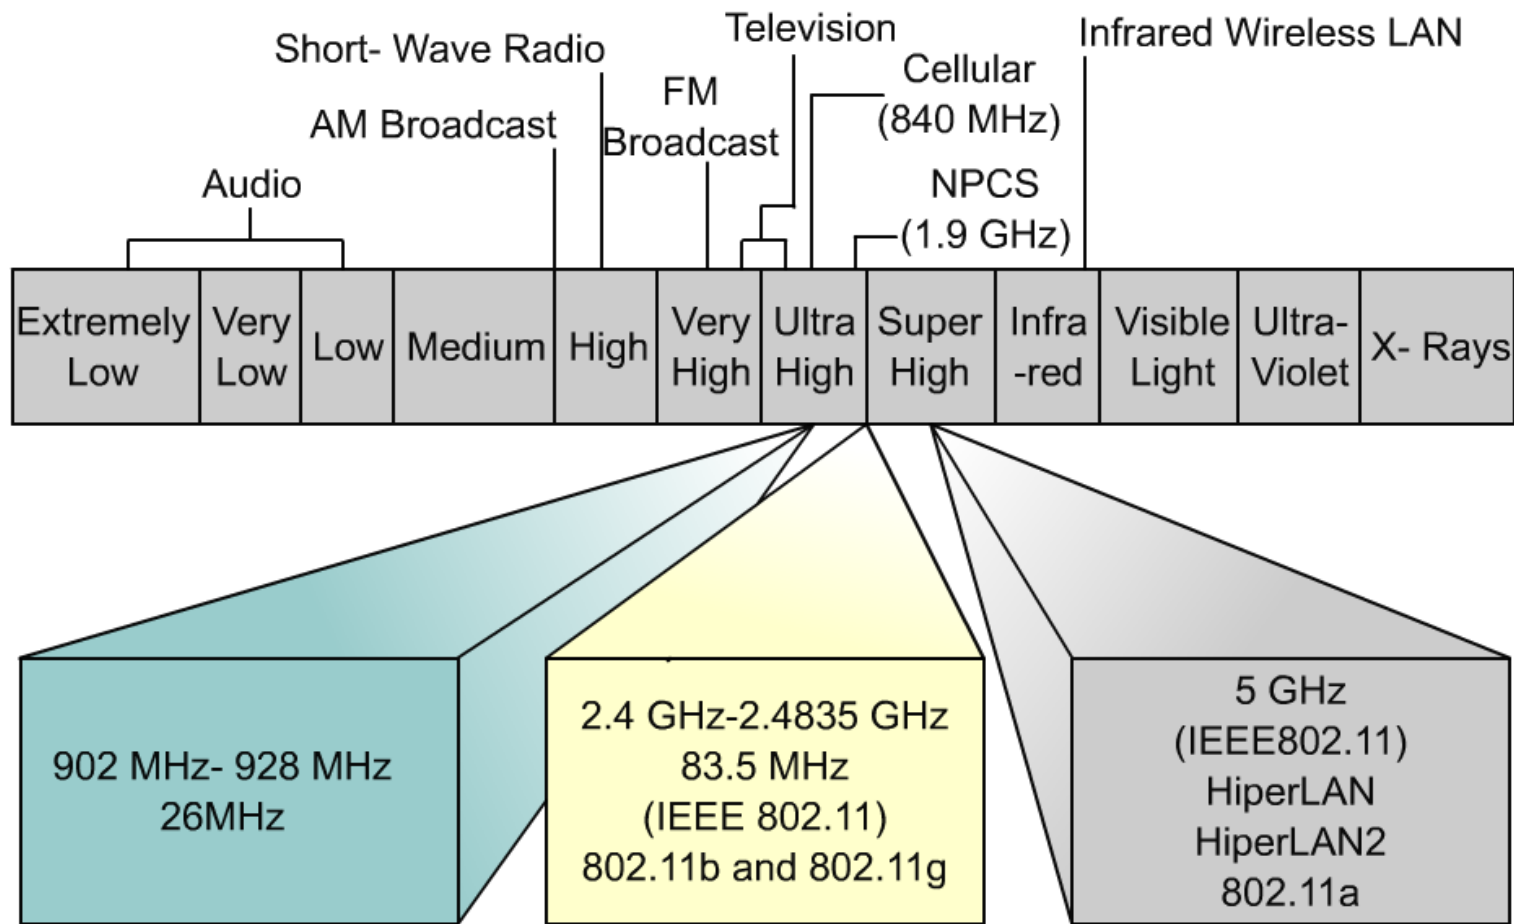 Short- Wave Radio
AM Broadcast
Audio
FM
Broadcast
Television
Cellular
(840 MHz)
NPCS
(1.9 GHz)
Infrared Wireless LAN
Extremely
Low
Very
Low
Low
Medium
High
Very
High
Ultra
High
Super
High
Infra
-red
Visible
Light
Ultra-
Violet
X- Rays
902 MHz- 928 MHz
26MHz
2.4 GHz-2.4835 GHz
83.5 MHz
(IEEE 802.11)
802.11b and 802.11g
5 GHz
(IEEE802.11)
HiperLAN
HiperLAN2
802.11a